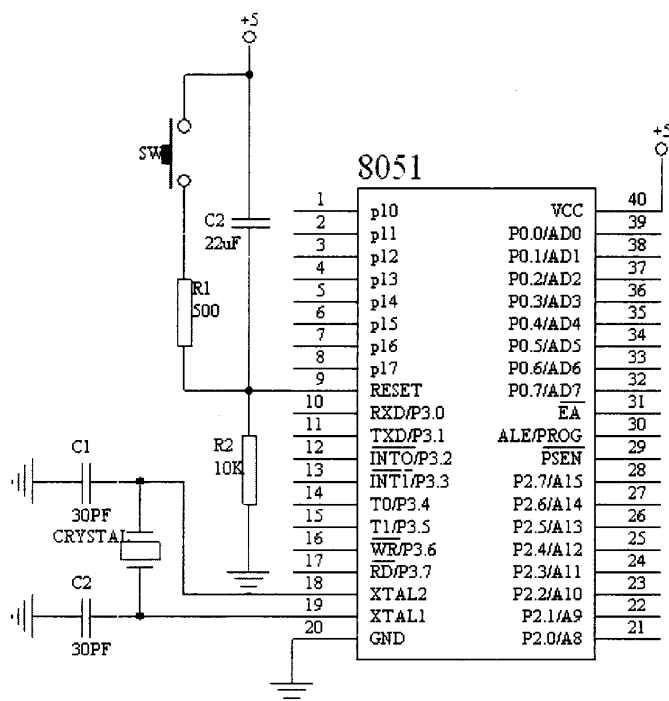 +5
+5
SW
8051
C2
22uF
R1
500
R2
10K
C1
30PF
CRYSTAL
C2
30PF
1 p10
2 p11
3 p12
4 p13
5 p14
6 p15
7 p16
8 p17
9 RESET
10 RXD/P3.0
11 TXD/P3.1
12 INTO/P3.2
13 INT1/P3.3
14 T0/P3.4
15 T1/P3.5
16 WR/P3.6
17 RD/P3.7
18 XTAL2
19 XTAL1
20 GND
VCC 40
P0.0/AD0 39
P0.1/AD1 38
P0.2/AD2 37
P0.3/AD3 36
P0.4/AD4 35
P0.5/AD5 34
P0.6/AD6 33
P0.7/AD7 32
EA 31
ALE/PROG 30
PSEN 29
P2.7/A15 28
P2.6/A14 27
P2.5/A13 26
P2.4/A12 25
P2.3/A11 24
P2.2/A10 23
P2.1/A9 22
P2.0/A8 21